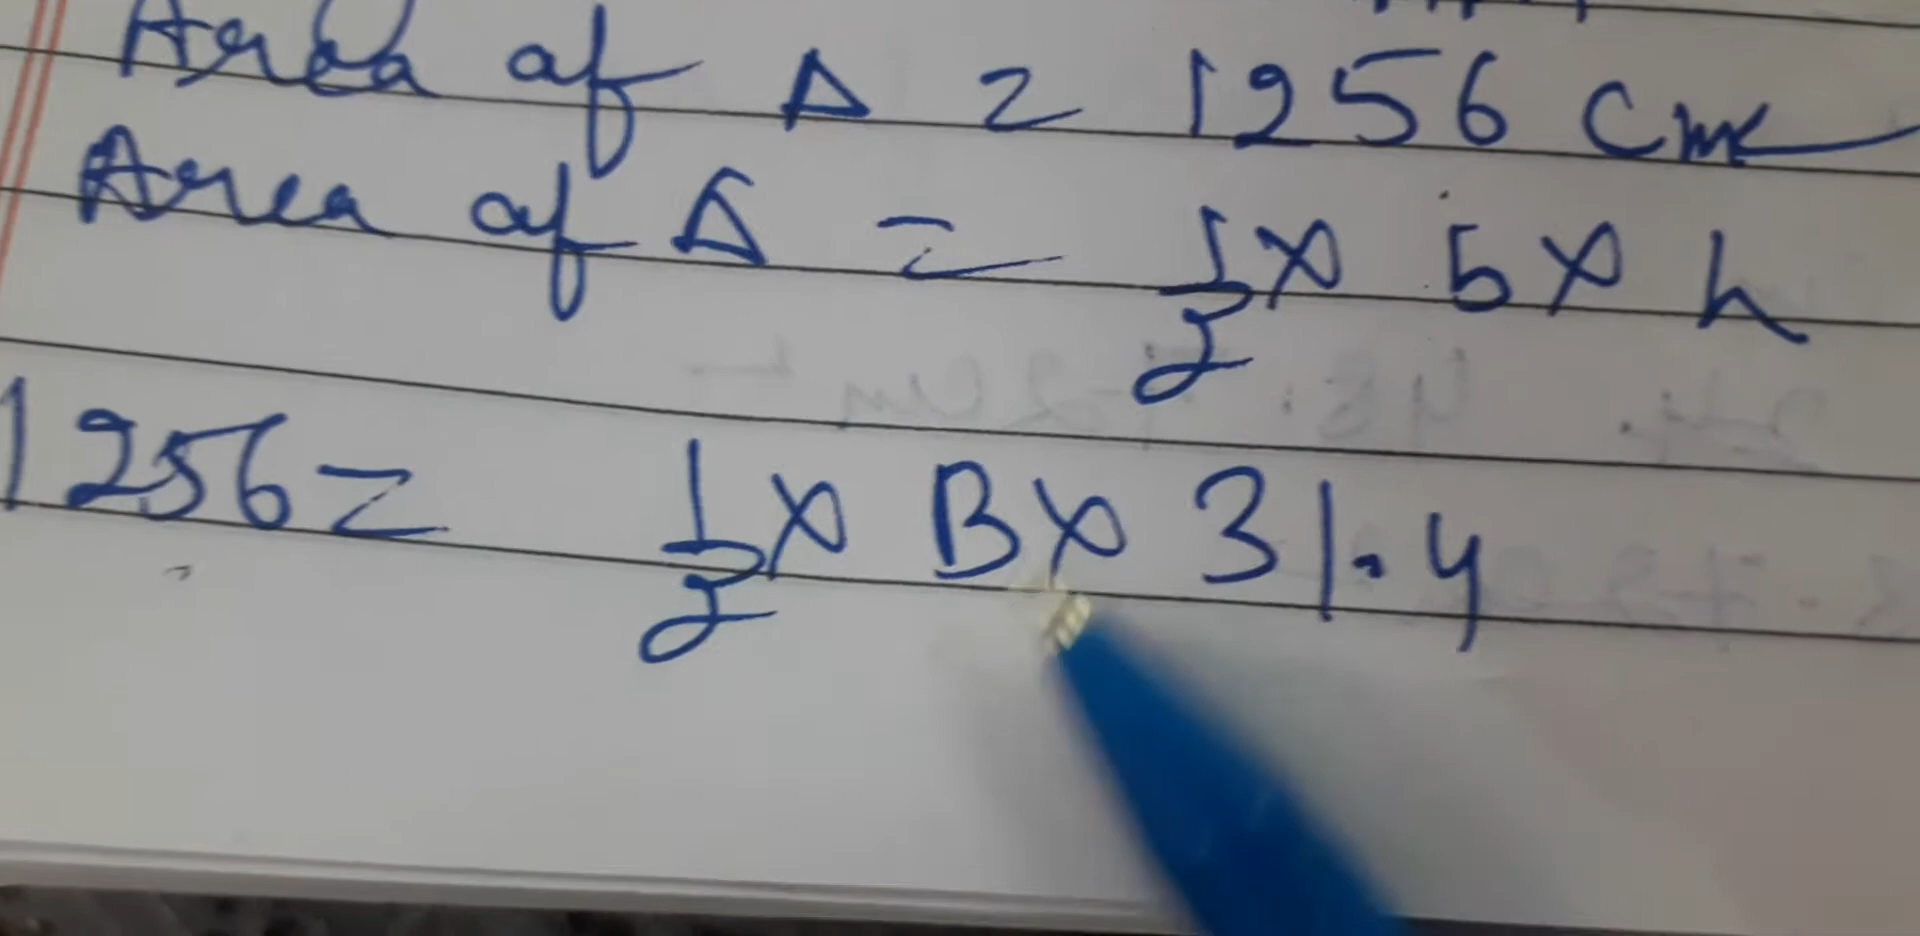 Area of Δ = 1256 cm
Area of Δ = 1/2 × b × h
1256 = 1/2 × B × 31.4